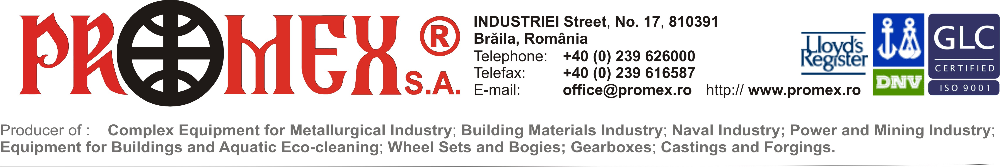 PROMEX S.A. ®
INDUSTRIEI Street, No. 17, 810391
Brăila, România
Telephone: +40 (0) 239 626000
Telefax: +40 (0) 239 616587
E-mail: office@promex.ro http:// www.promex.ro
Lloyd's
Register
DNV
GLC
CERTIFIED
ISO 9001
Producer of : Complex Equipment for Metallurgical Industry; Building Materials Industry; Naval Industry; Power and Mining Industry;
Equipment for Buildings and Aquatic Eco-cleaning; Wheel Sets and Bogies; Gearboxes; Castings and Forgings.